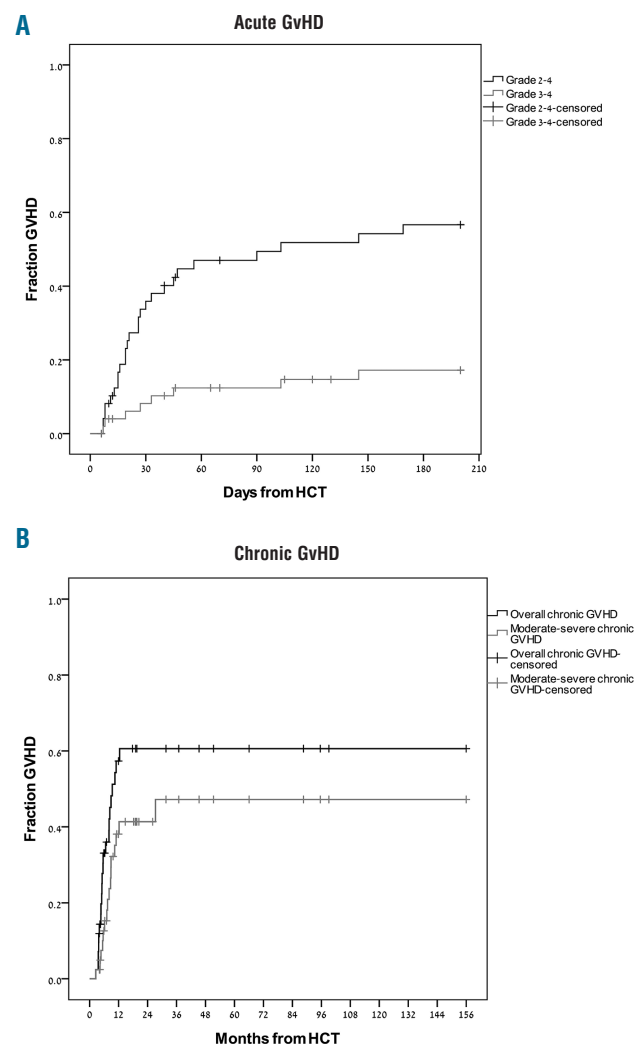 A
Acute GvHD
1.0
0.8
0.6
0.4
0.2
0.0
Fraction GVHD
0 30 60 90 120 150 180 210
Days from HCT
Grade 2-4
Grade 3-4
Grade 2-4-censored
Grade 3-4-censored
B
Chronic GvHD
1.0
0.8
0.6
0.4
0.2
0.0
Fraction GVHD
0 12 24 36 48 60 72 84 96 108 120 132 144 156
Months from HCT
Overall chronic GVHD
Moderate-severe chronic
GVHD
Overall chronic GVHD-
censored
Moderate-severe chronic
GVHD-censored